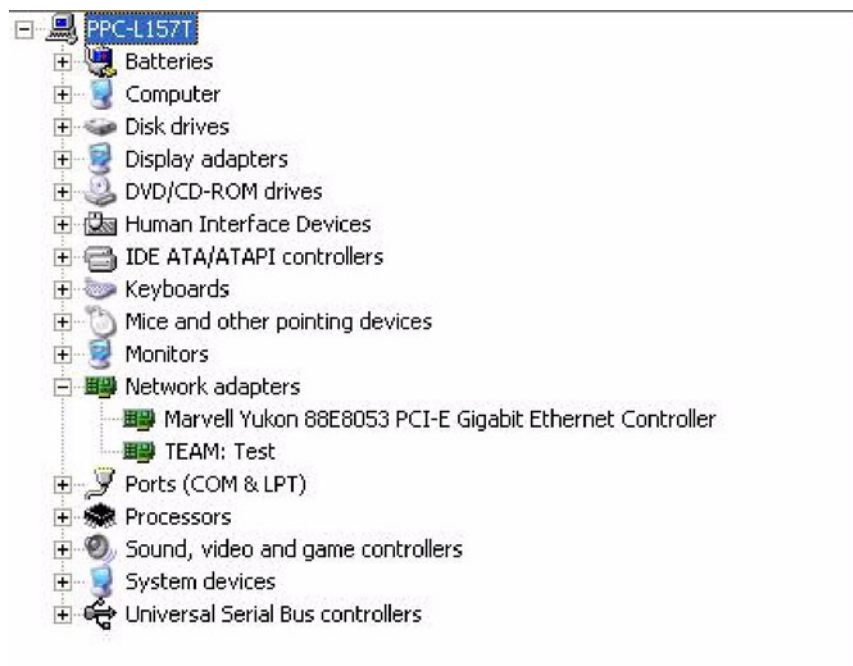 PPC-L157T
Batteries
Computer
Disk drives
Display adapters
DVD/CD-ROM drives
Human Interface Devices
IDE ATA/ATAPI controllers
Keyboards
Mice and other pointing devices
Monitors
Network adapters
Marvell Yukon 88E8053 PCI-E Gigabit Ethernet Controller
TEAM: Test
Ports (COM & LPT)
Processors
Sound, video and game controllers
System devices
Universal Serial Bus controllers